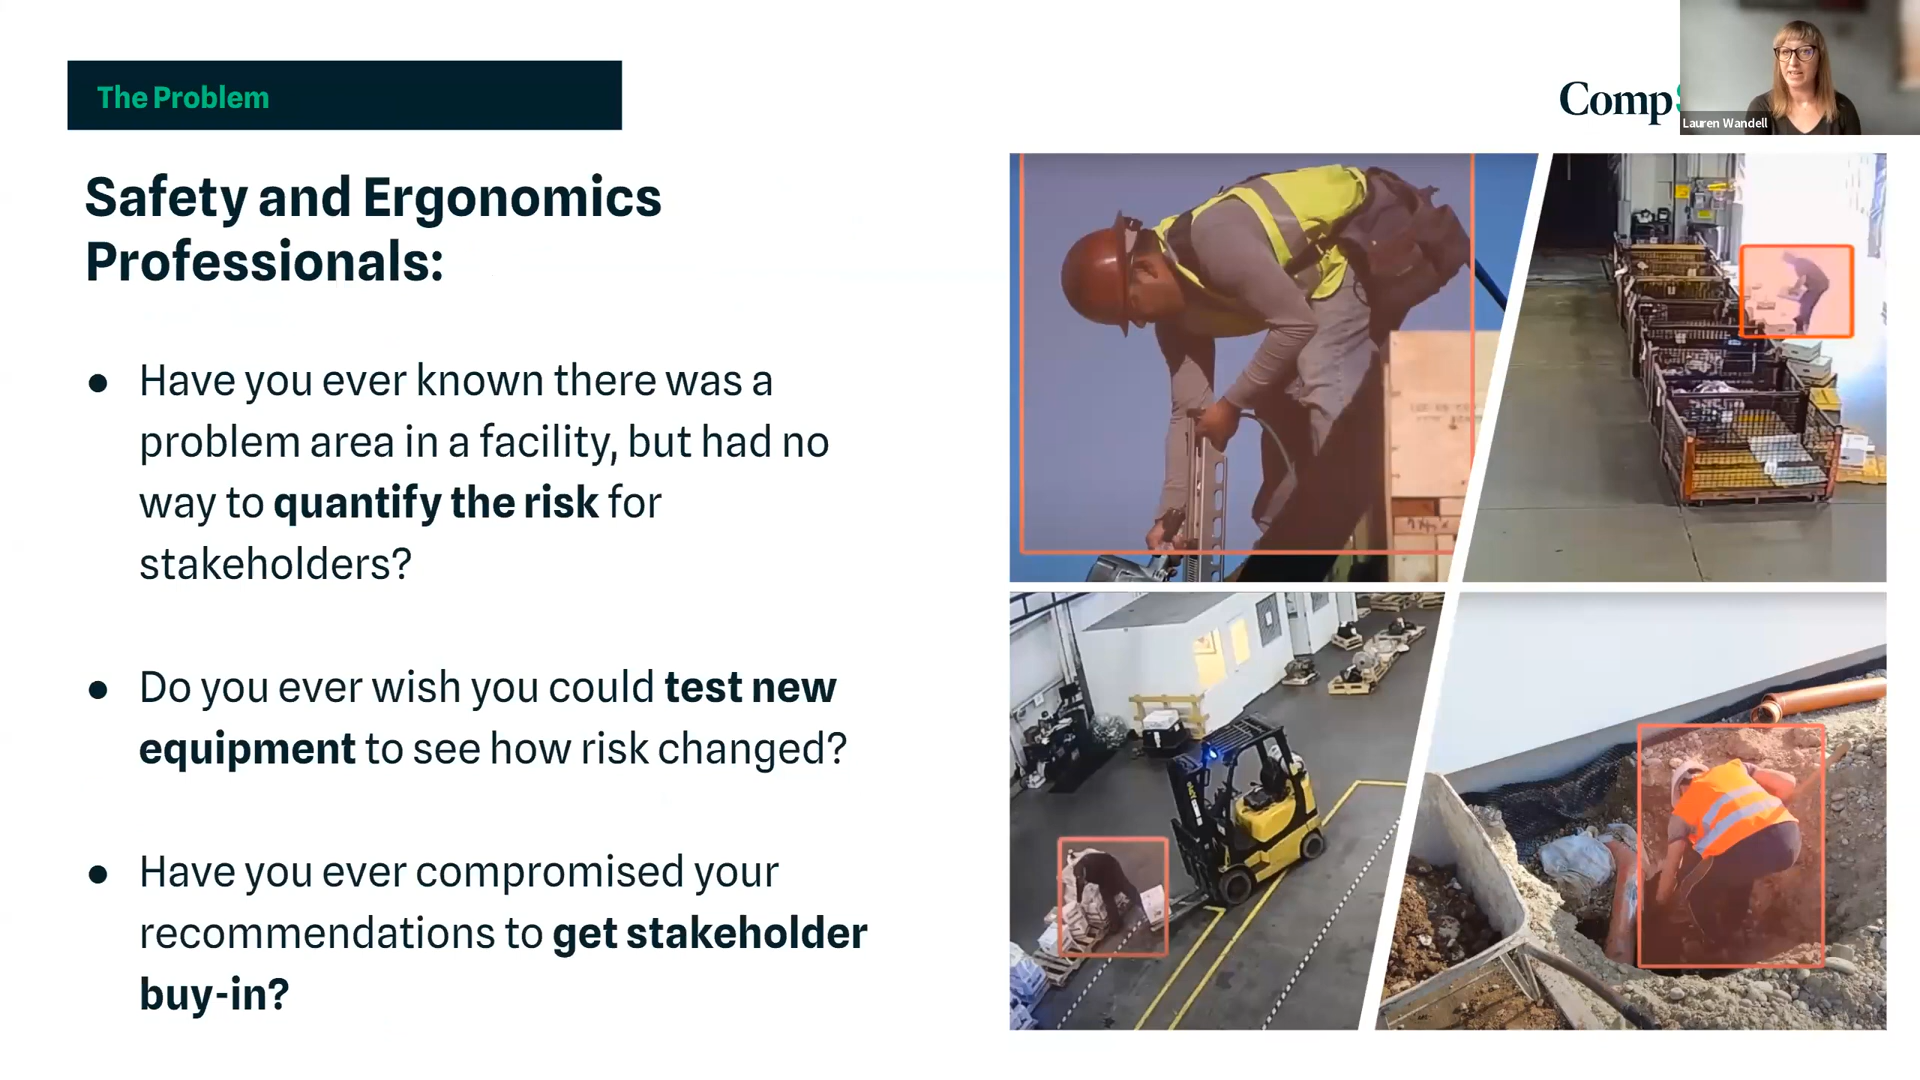 The Problem
Comp
Lauren Wandell
Safety and Ergonomics
Professionals:
● Have you ever known there was a
problem area in a facility, but had no
way to quantify the risk for
stakeholders?
● Do you ever wish you could test new
equipment to see how risk changed?
● Have you ever compromised your
recommendations to get stakeholder
buy-in?